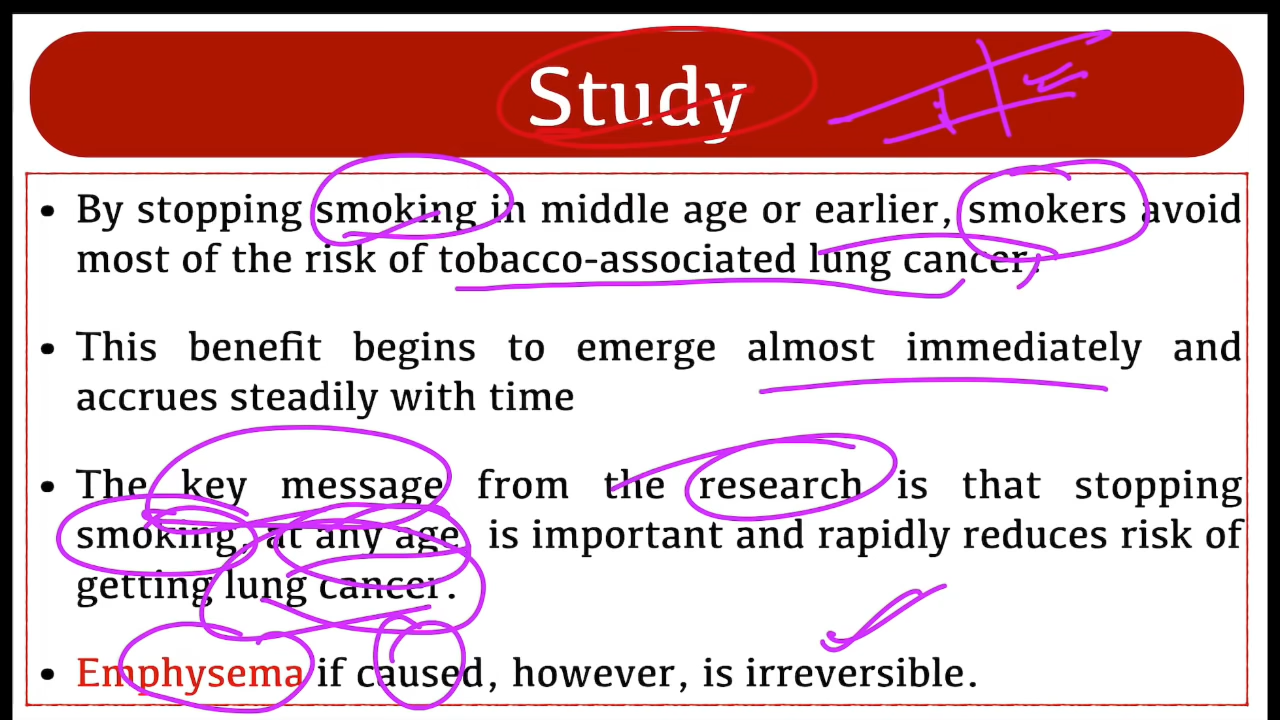 Study
• By stopping smoking in middle age or earlier, smokers avoid
most of the risk of tobacco-associated lung cancer.
• This benefit begins to emerge almost immediately and
accrues steadily with time
• The key message from the research is that stopping
smoking, at any age, is important and rapidly reduces risk of
getting lung cancer.
• Emphysema if caused, however, is irreversible.